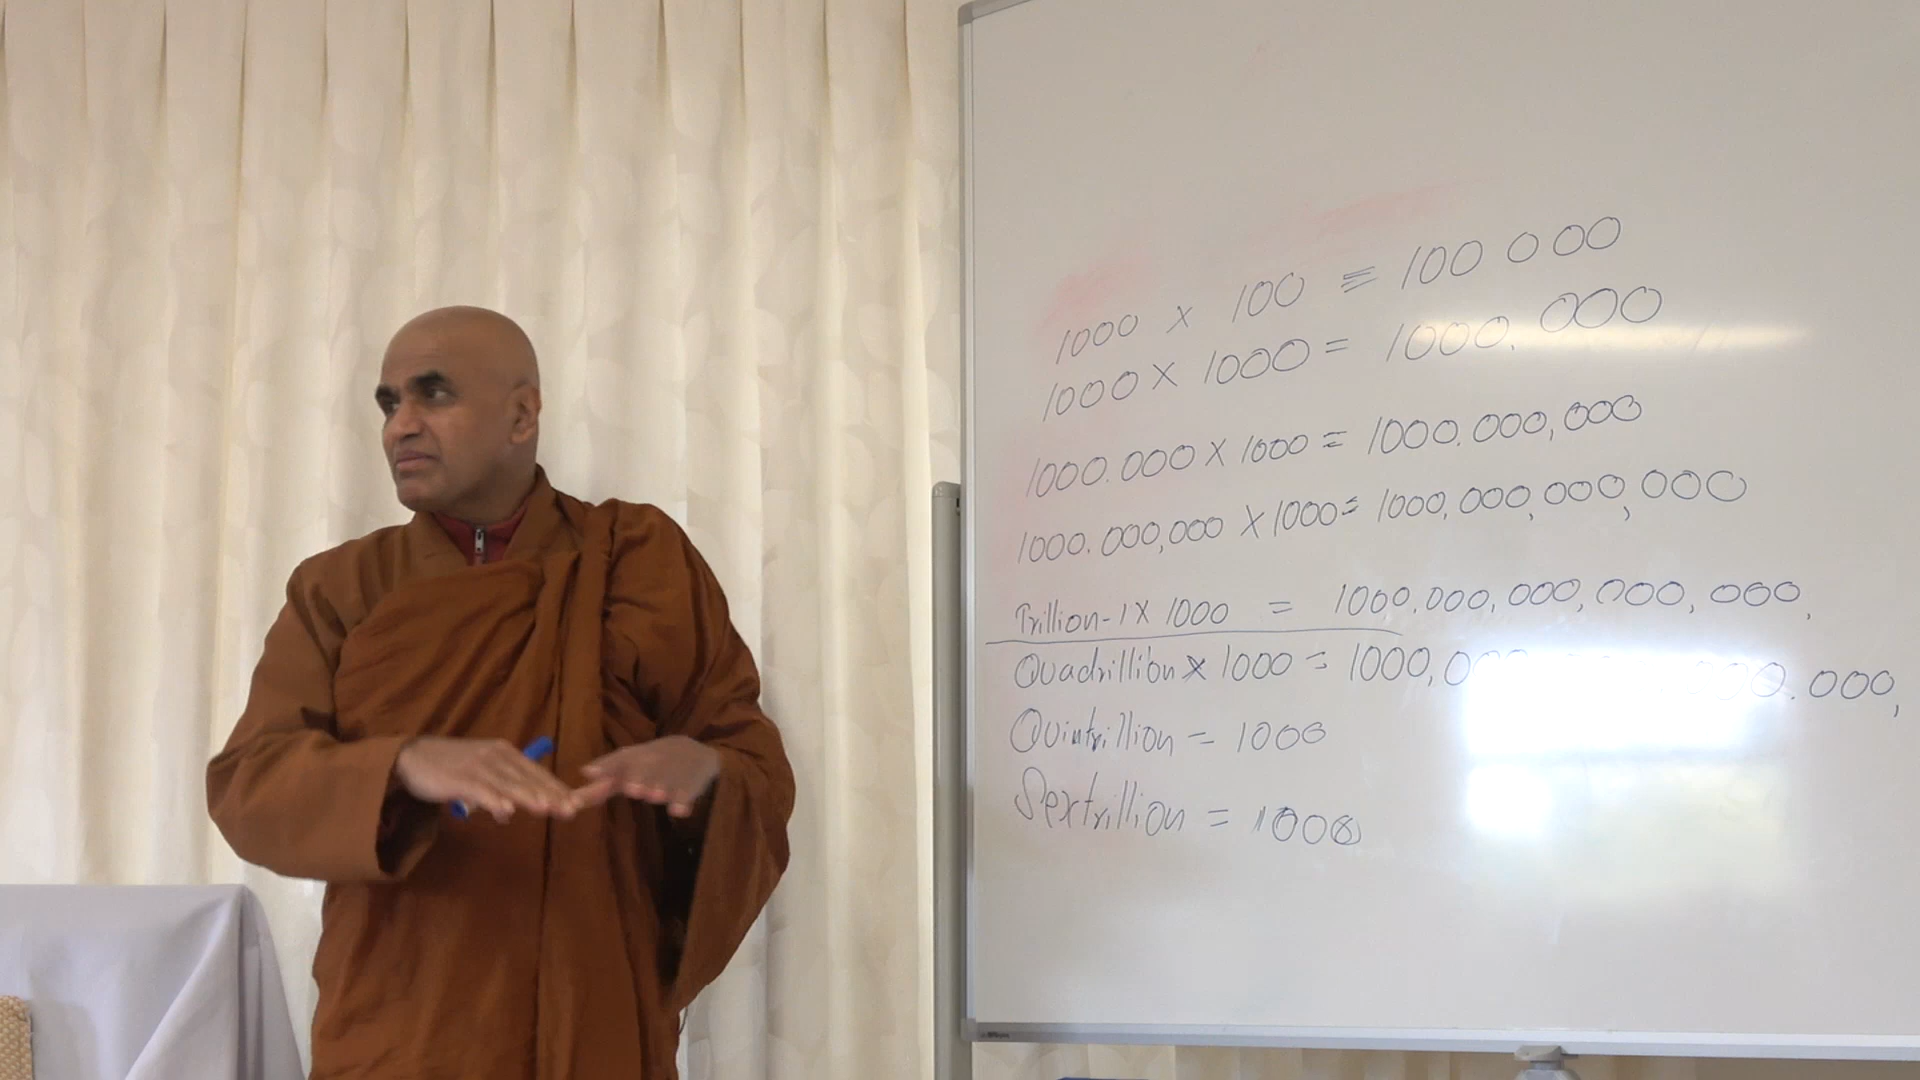 1000 x 100 = 100 000
1000 x 1000 = 1000,000
1000.000 x 1000 = 1000.000,000
1000.000,000 x 1000 = 1000,000,000,000
Trillion-1 x 1000 = 1000,000,000,000,000,
Quadrillion x 1000 = 1000, 000.000,
Quintrillion = 1000
Sextrillion = 1000